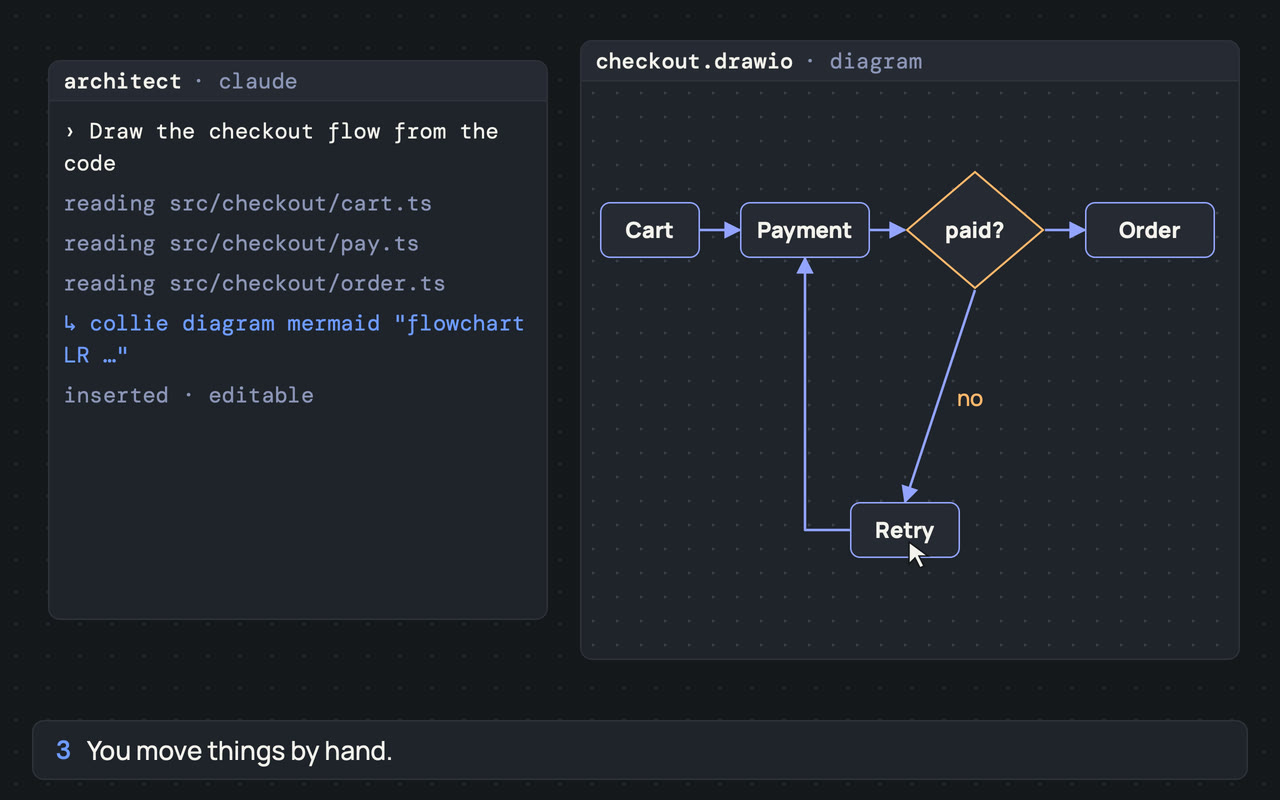 architect · claude
› Draw the checkout flow from the
code
reading src/checkout/cart.ts
reading src/checkout/pay.ts
reading src/checkout/order.ts
↳ collie diagram mermaid "flowchart
LR …"
inserted · editable
checkout.drawio · diagram
Cart
Payment
paid?
Order
no
Retry
3 You move things by hand.